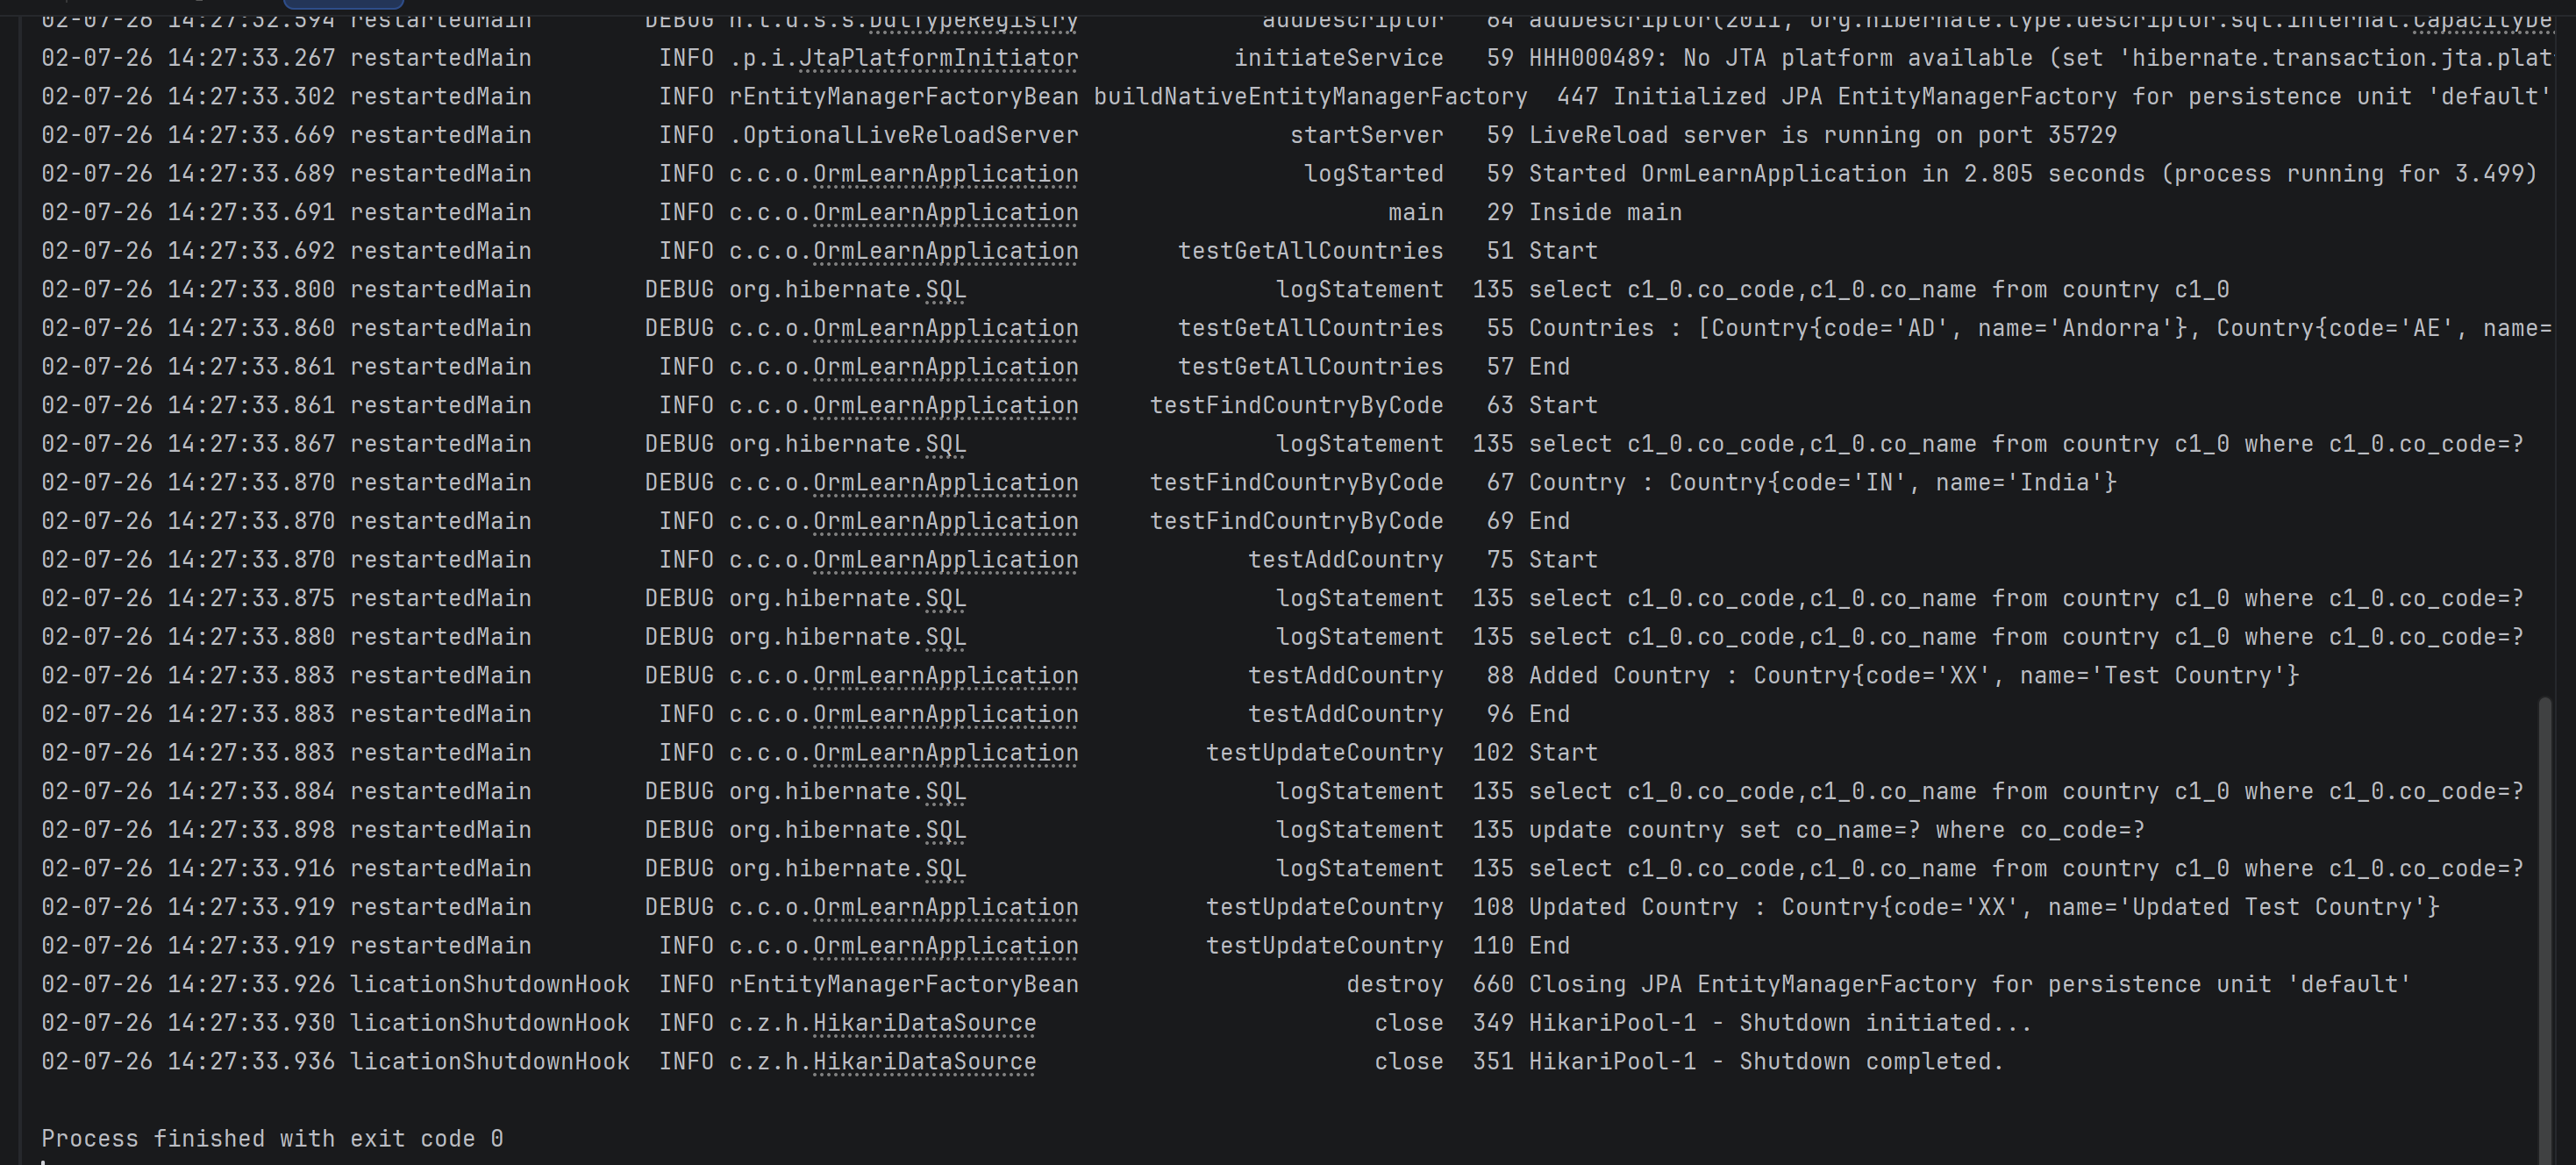 02-07-26 14:27:32.594 restartedMain DEBUG h.t.d.s.s.DdlTypeRegistry addDescriptor 64 addDescriptor(2011, org.hibernate.type.descriptor.sql.internal.CapacityDe
02-07-26 14:27:33.267 restartedMain INFO .p.i.JtaPlatformInitiator initiateService 59 HHH000489: No JTA platform available (set 'hibernate.transaction.jta.plat
02-07-26 14:27:33.302 restartedMain INFO rEntityManagerFactoryBean buildNativeEntityManagerFactory 447 Initialized JPA EntityManagerFactory for persistence unit 'default'
02-07-26 14:27:33.669 restartedMain INFO .OptionalLiveReloadServer startServer 59 LiveReload server is running on port 35729
02-07-26 14:27:33.689 restartedMain INFO c.c.o.OrmLearnApplication logStarted 59 Started OrmLearnApplication in 2.805 seconds (process running for 3.499)
02-07-26 14:27:33.691 restartedMain INFO c.c.o.OrmLearnApplication main 29 Inside main
02-07-26 14:27:33.692 restartedMain INFO c.c.o.OrmLearnApplication testGetAllCountries 51 Start
02-07-26 14:27:33.800 restartedMain DEBUG org.hibernate.SQL logStatement 135 select c1_0.co_code,c1_0.co_name from country c1_0
02-07-26 14:27:33.860 restartedMain DEBUG c.c.o.OrmLearnApplication testGetAllCountries 55 Countries : [Country{code='AD', name='Andorra'}, Country{code='AE', name=
02-07-26 14:27:33.861 restartedMain INFO c.c.o.OrmLearnApplication testGetAllCountries 57 End
02-07-26 14:27:33.861 restartedMain INFO c.c.o.OrmLearnApplication testFindCountryByCode 63 Start
02-07-26 14:27:33.867 restartedMain DEBUG org.hibernate.SQL logStatement 135 select c1_0.co_code,c1_0.co_name from country c1_0 where c1_0.co_code=?
02-07-26 14:27:33.870 restartedMain DEBUG c.c.o.OrmLearnApplication testFindCountryByCode 67 Country : Country{code='IN', name='India'}
02-07-26 14:27:33.870 restartedMain INFO c.c.o.OrmLearnApplication testFindCountryByCode 69 End
02-07-26 14:27:33.870 restartedMain INFO c.c.o.OrmLearnApplication testAddCountry 75 Start
02-07-26 14:27:33.875 restartedMain DEBUG org.hibernate.SQL logStatement 135 select c1_0.co_code,c1_0.co_name from country c1_0 where c1_0.co_code=?
02-07-26 14:27:33.880 restartedMain DEBUG org.hibernate.SQL logStatement 135 select c1_0.co_code,c1_0.co_name from country c1_0 where c1_0.co_code=?
02-07-26 14:27:33.883 restartedMain DEBUG c.c.o.OrmLearnApplication testAddCountry 88 Added Country : Country{code='XX', name='Test Country'}
02-07-26 14:27:33.883 restartedMain INFO c.c.o.OrmLearnApplication testAddCountry 96 End
02-07-26 14:27:33.883 restartedMain INFO c.c.o.OrmLearnApplication testUpdateCountry 102 Start
02-07-26 14:27:33.884 restartedMain DEBUG org.hibernate.SQL logStatement 135 select c1_0.co_code,c1_0.co_name from country c1_0 where c1_0.co_code=?
02-07-26 14:27:33.898 restartedMain DEBUG org.hibernate.SQL logStatement 135 update country set co_name=? where co_code=?
02-07-26 14:27:33.916 restartedMain DEBUG org.hibernate.SQL logStatement 135 select c1_0.co_code,c1_0.co_name from country c1_0 where c1_0.co_code=?
02-07-26 14:27:33.919 restartedMain DEBUG c.c.o.OrmLearnApplication testUpdateCountry 108 Updated Country : Country{code='XX', name='Updated Test Country'}
02-07-26 14:27:33.919 restartedMain INFO c.c.o.OrmLearnApplication testUpdateCountry 110 End
02-07-26 14:27:33.926 licationShutdownHook INFO rEntityManagerFactoryBean destroy 660 Closing JPA EntityManagerFactory for persistence unit 'default'
02-07-26 14:27:33.930 licationShutdownHook INFO c.z.h.HikariDataSource close 349 HikariPool-1 - Shutdown initiated...
02-07-26 14:27:33.936 licationShutdownHook INFO c.z.h.HikariDataSource close 351 HikariPool-1 - Shutdown completed.
Process finished with exit code 0